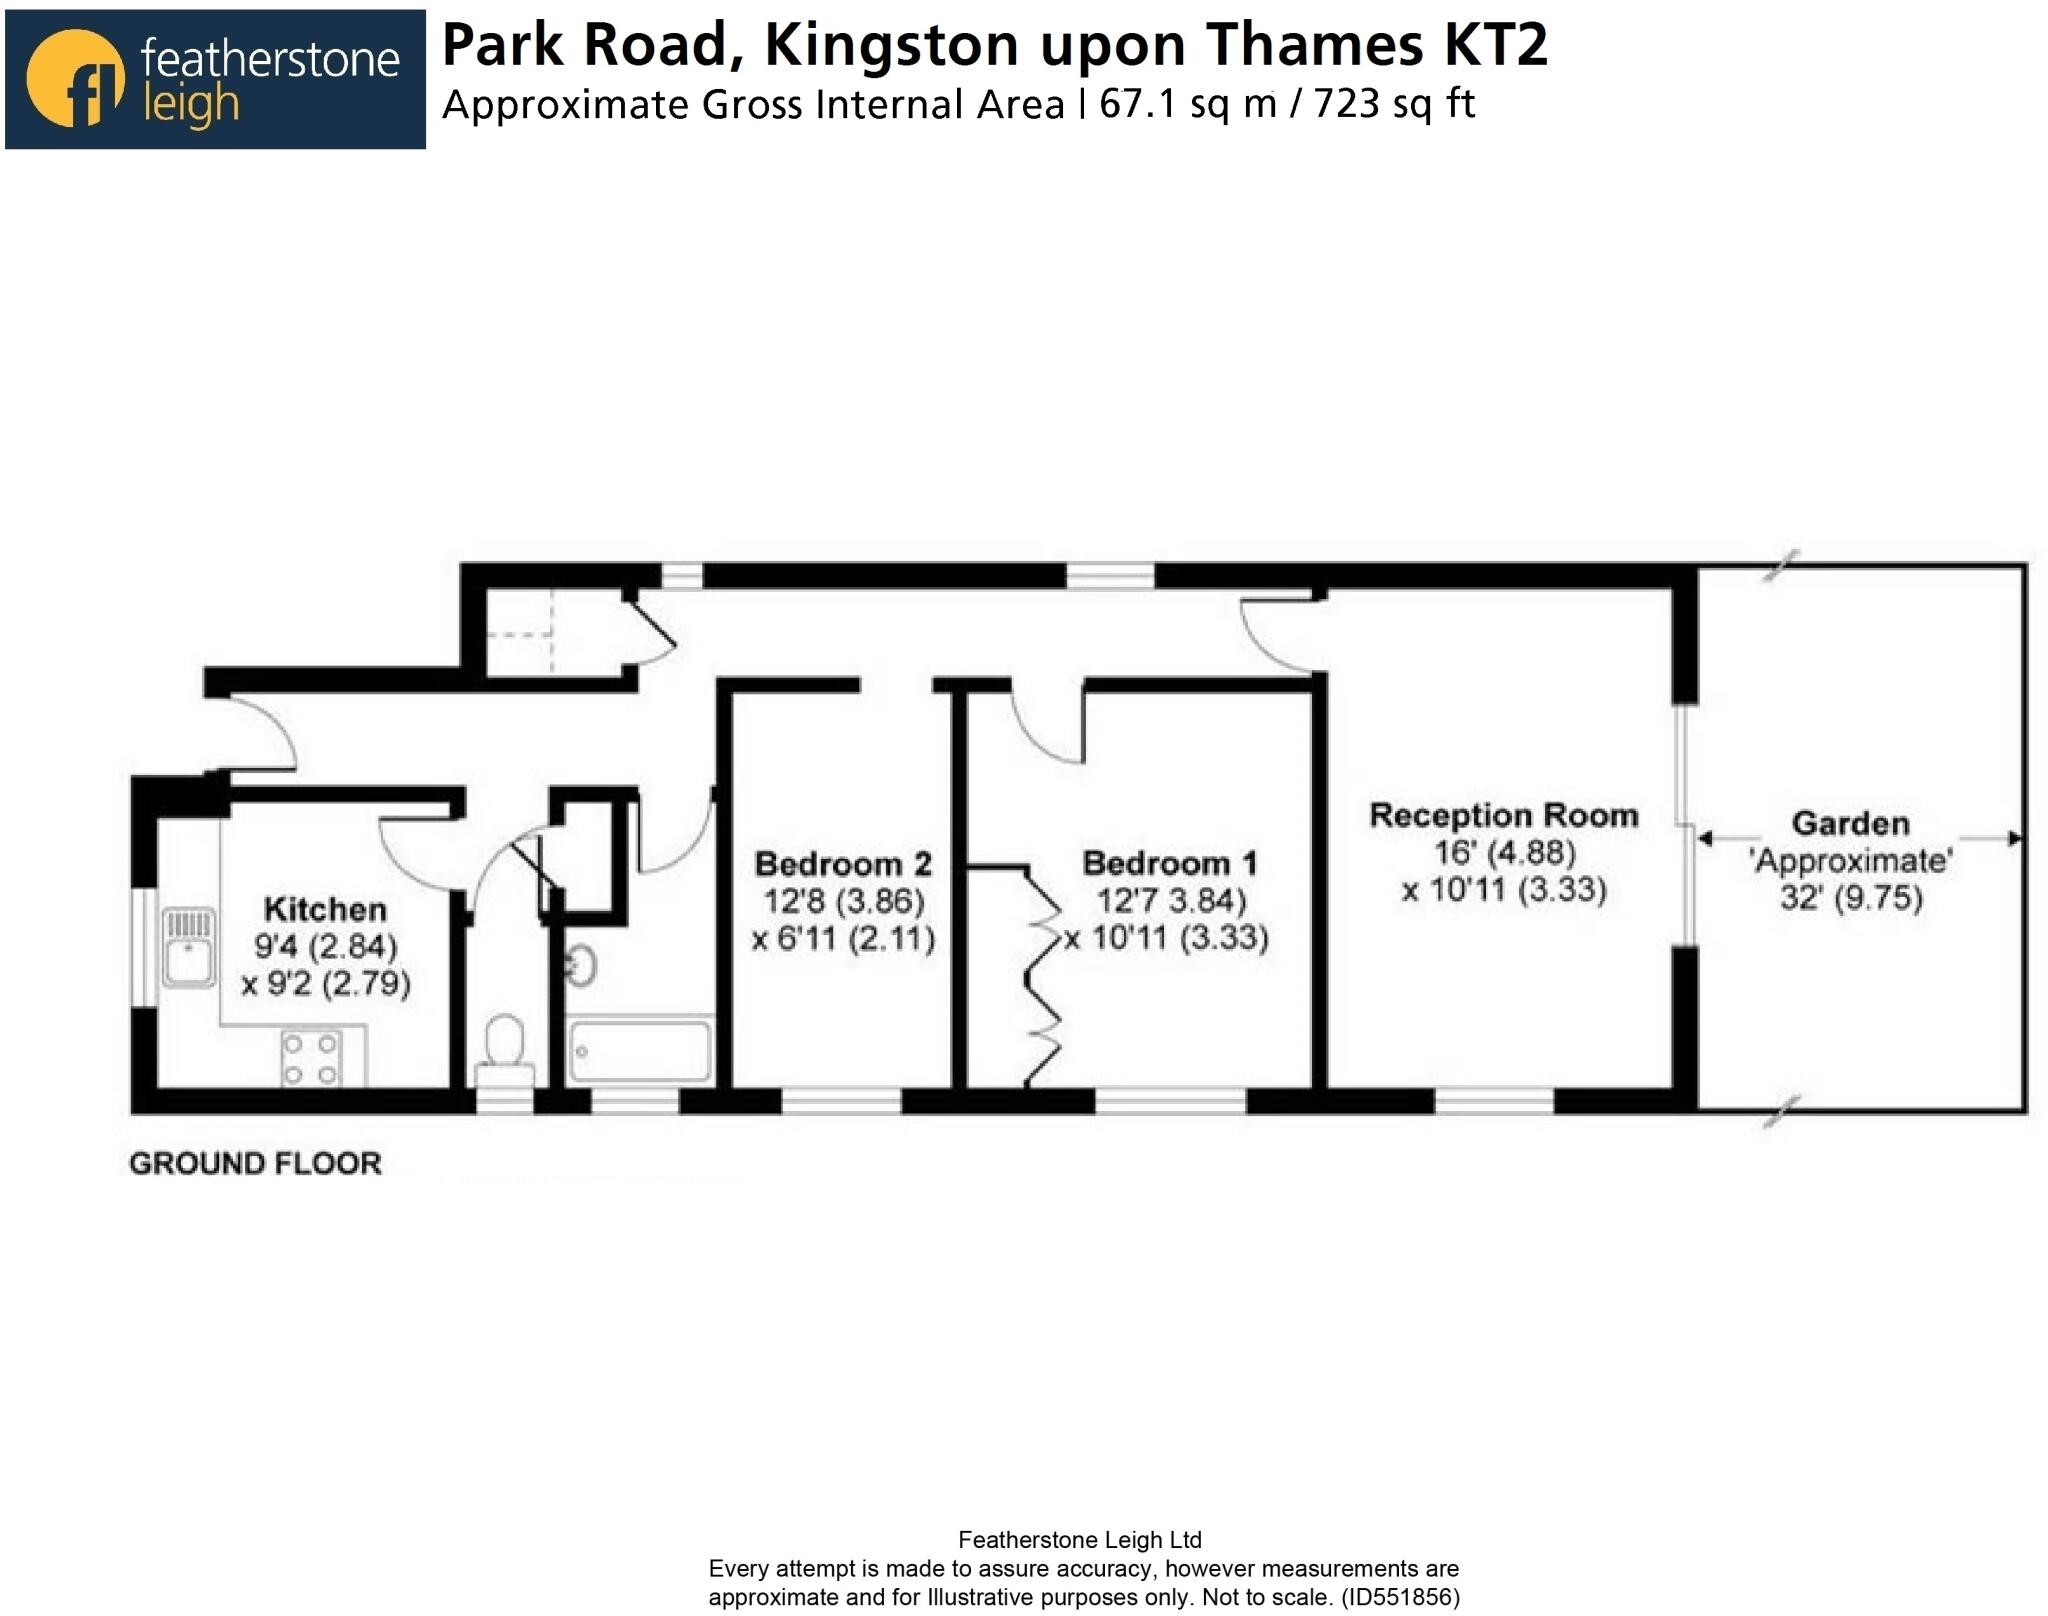 featherstone
leigh
fl
Park Road, Kingston upon Thames KT2
Approximate Gross Internal Area | 67.1 sq m / 723 sq ft
Kitchen
9'4 (2.84)
x 9'2 (2.79)
Bedroom 2
12'8 (3.86)
x 6'11 (2.11)
Bedroom 1
12'7 3.84)
x 10'11 (3.33)
Reception Room
16' (4.88)
x 10'11 (3.33)
Garden
'Approximate'
32' (9.75)
GROUND FLOOR
Featherstone Leigh Ltd
Every attempt is made to assure accuracy, however measurements are
approximate and for Illustrative purposes only. Not to scale. (ID551856)